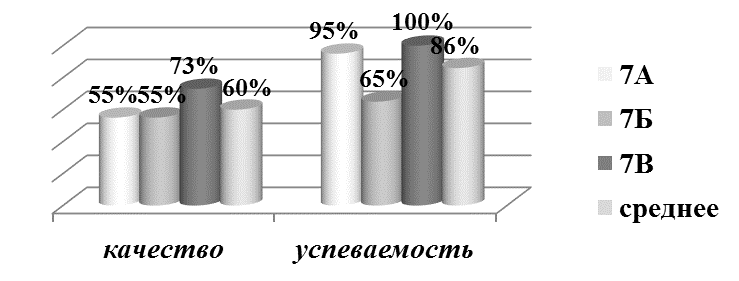 55% 55% 73% 60%
95% 65% 100% 86%
качество успеваемость
7А
7Б
7В
среднее